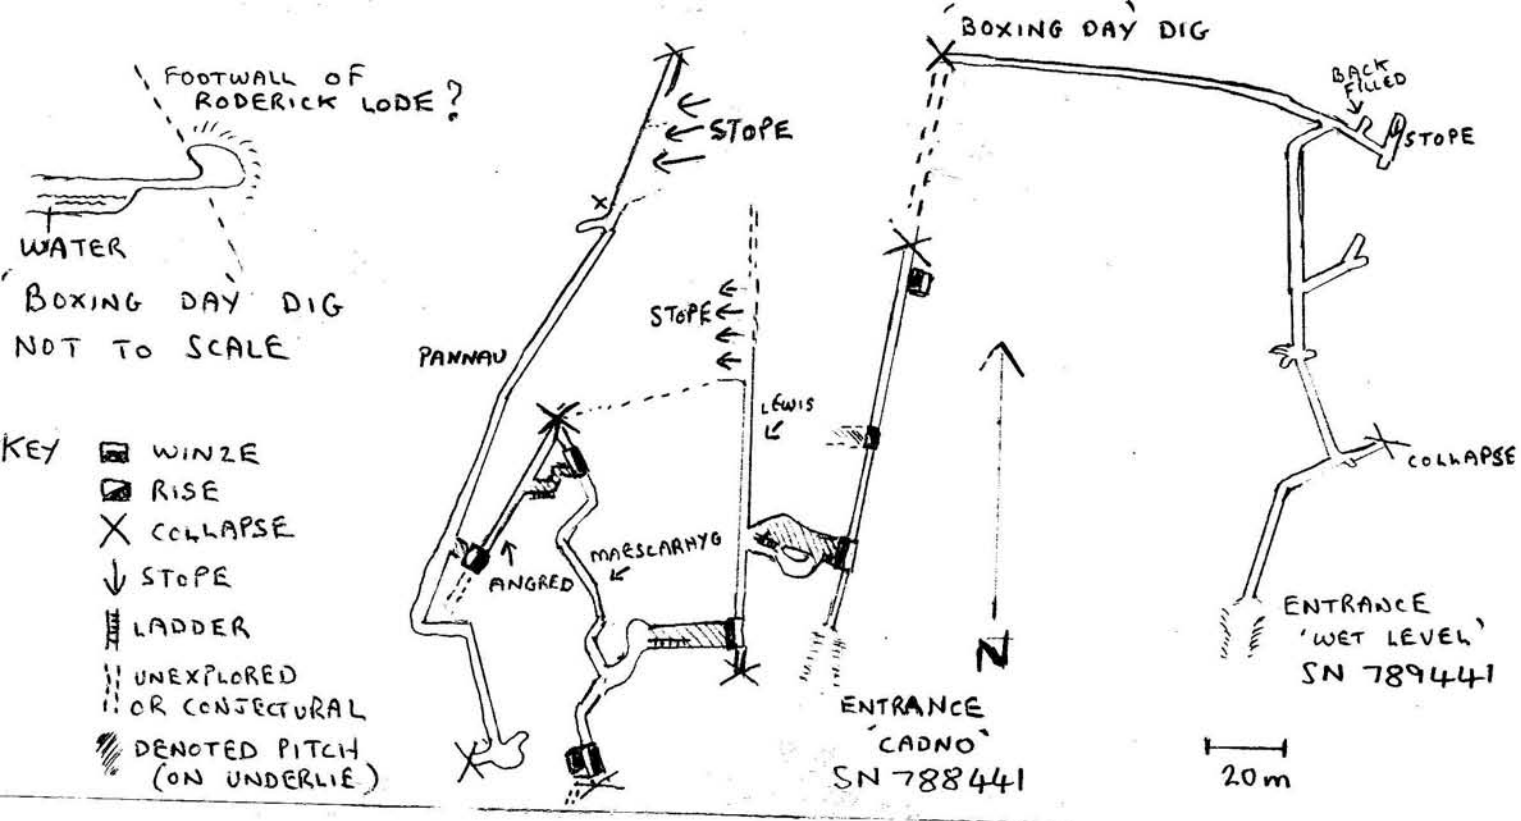 'BOXING DAY' DIG
FOOTWALL OF
RODERICK LODE?
BACK
FILLED
STOPE
STOPE
WATER
'BOXING DAY' DIG
NOT TO SCALE
STOPE
PANNAU
LEWIS
KEY
WINZE
RISE
COLLAPSE
STOPE
LADDER
UNEXPLORED
OR CONJECTURAL
DENOTED PITCH
(ON UNDERLIE)
COLLAPSE
MAESCARNYG
ANGRED
N
ENTRANCE
'CADNO'
SN 788441
ENTRANCE
'WET LEVEL'
SN 789441
20m